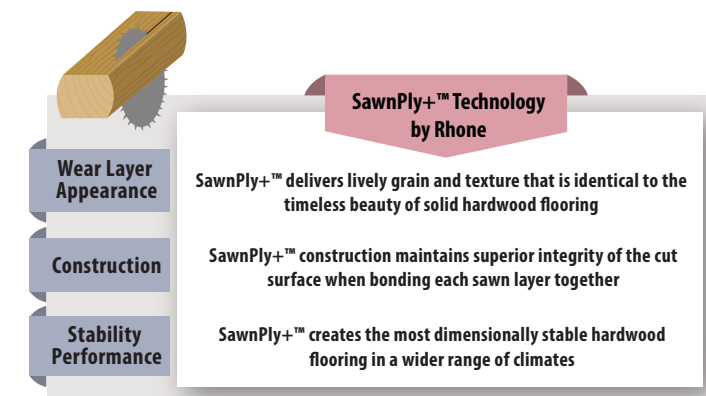 SawnPly+™ Technology
by Rhone
Wear Layer
Appearance
SawnPly+™ delivers lively grain and texture that is identical to the
timeless beauty of solid hardwood flooring
Construction
SawnPly+™ construction maintains superior integrity of the cut
surface when bonding each sawn layer together
Stability
Performance
SawnPly+™ creates the most dimensionally stable hardwood
flooring in a wider range of climates